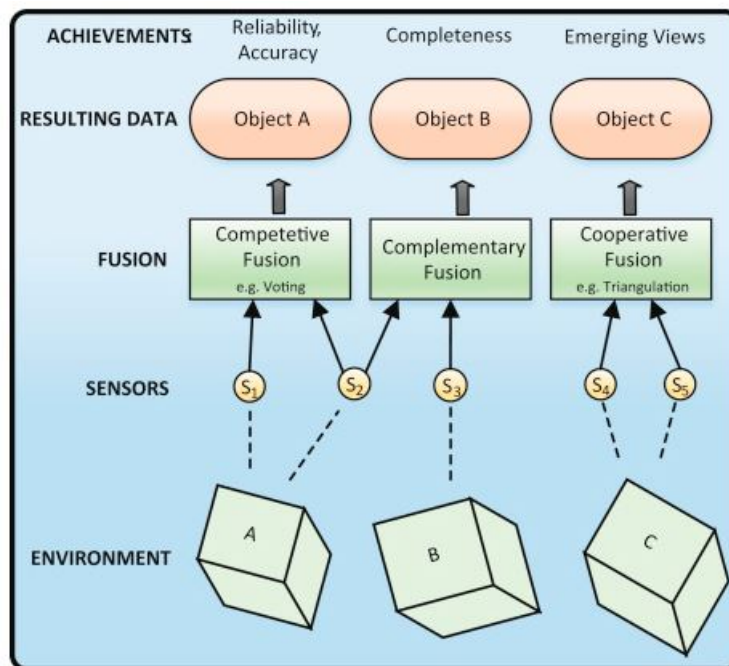 ACHIEVEMENTS:
Reliability,
Accuracy
Completeness
Emerging Views
RESULTING DATA
Object A
Object B
Object C
FUSION
Competetive
Fusion
e.g. Voting
Complementary
Fusion
Cooperative
Fusion
e.g. Triangulation
SENSORS
S1
S2
S3
S4
S5
ENVIRONMENT
A
B
C